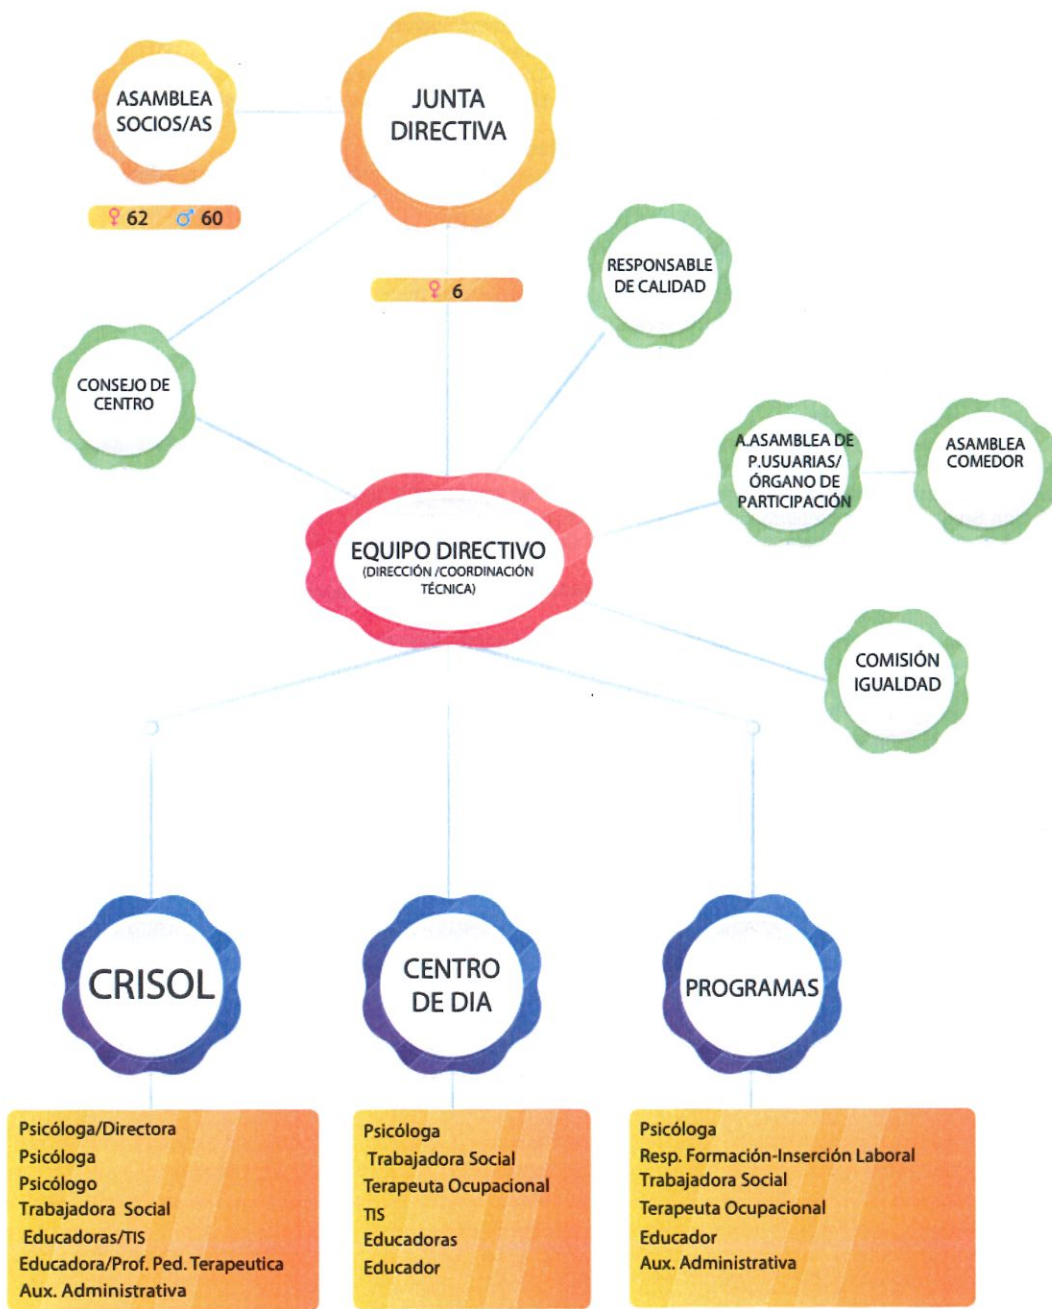 ASAMBLEA
SOCIOS/AS
JUNTA
DIRECTIVA
♀ 62 ♂ 60
♀ 6
RESPONSABLE
DE CALIDAD
CONSEJO DE
CENTRO
A.ASAMBLEA DE
P.USUARIAS/
ÓRGANO DE
PARTICIPACIÓN
ASAMBLEA
COMEDOR
EQUIPO DIRECTIVO
(DIRECCIÓN /COORDINACIÓN
TÉCNICA)
COMISIÓN
IGUALDAD
CRISOL
CENTRO
DE DIA
PROGRAMAS
Psicóloga/Directora
Psicóloga
Psicólogo
Trabajadora Social
Educadoras/TIS
Educadora/Prof. Ped. Terapeutica
Aux. Administrativa
Psicóloga
Trabajadora Social
Terapeuta Ocupacional
TIS
Educadoras
Educador
Psicóloga
Resp. Formación-Inserción Laboral
Trabajadora Social
Terapeuta Ocupacional
Educador
Aux. Administrativa